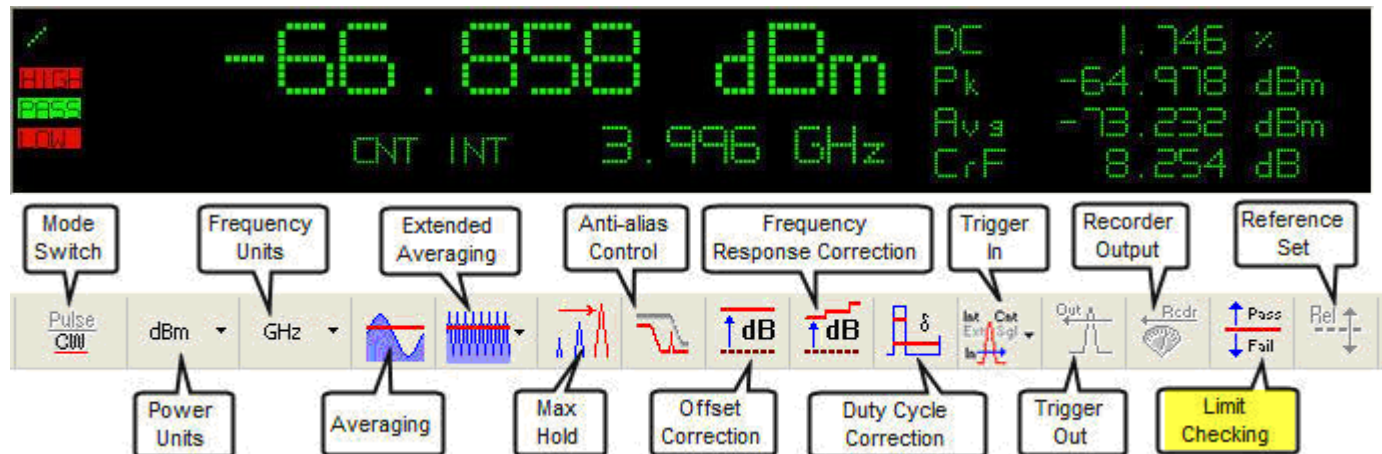 -66.858 dBm
DC 1.746 %
HIGH
Pk -64.978 dBm
PASS
Avg -73.232 dBm
LOW
CNT INT 3.996 GHz
CrF 8.254 dB
Mode Switch
Frequency Units
Extended Averaging
Anti-alias Control
Frequency Response Correction
Trigger In
Recorder Output
Reference Set
Pulse
CW
dBm
GHz
dB
dB
δ
Int Cnt
Ext Sgl
In
Out
Rcdr
Pass
Fail
Rel
Power Units
Averaging
Max Hold
Offset Correction
Duty Cycle Correction
Trigger Out
Limit Checking